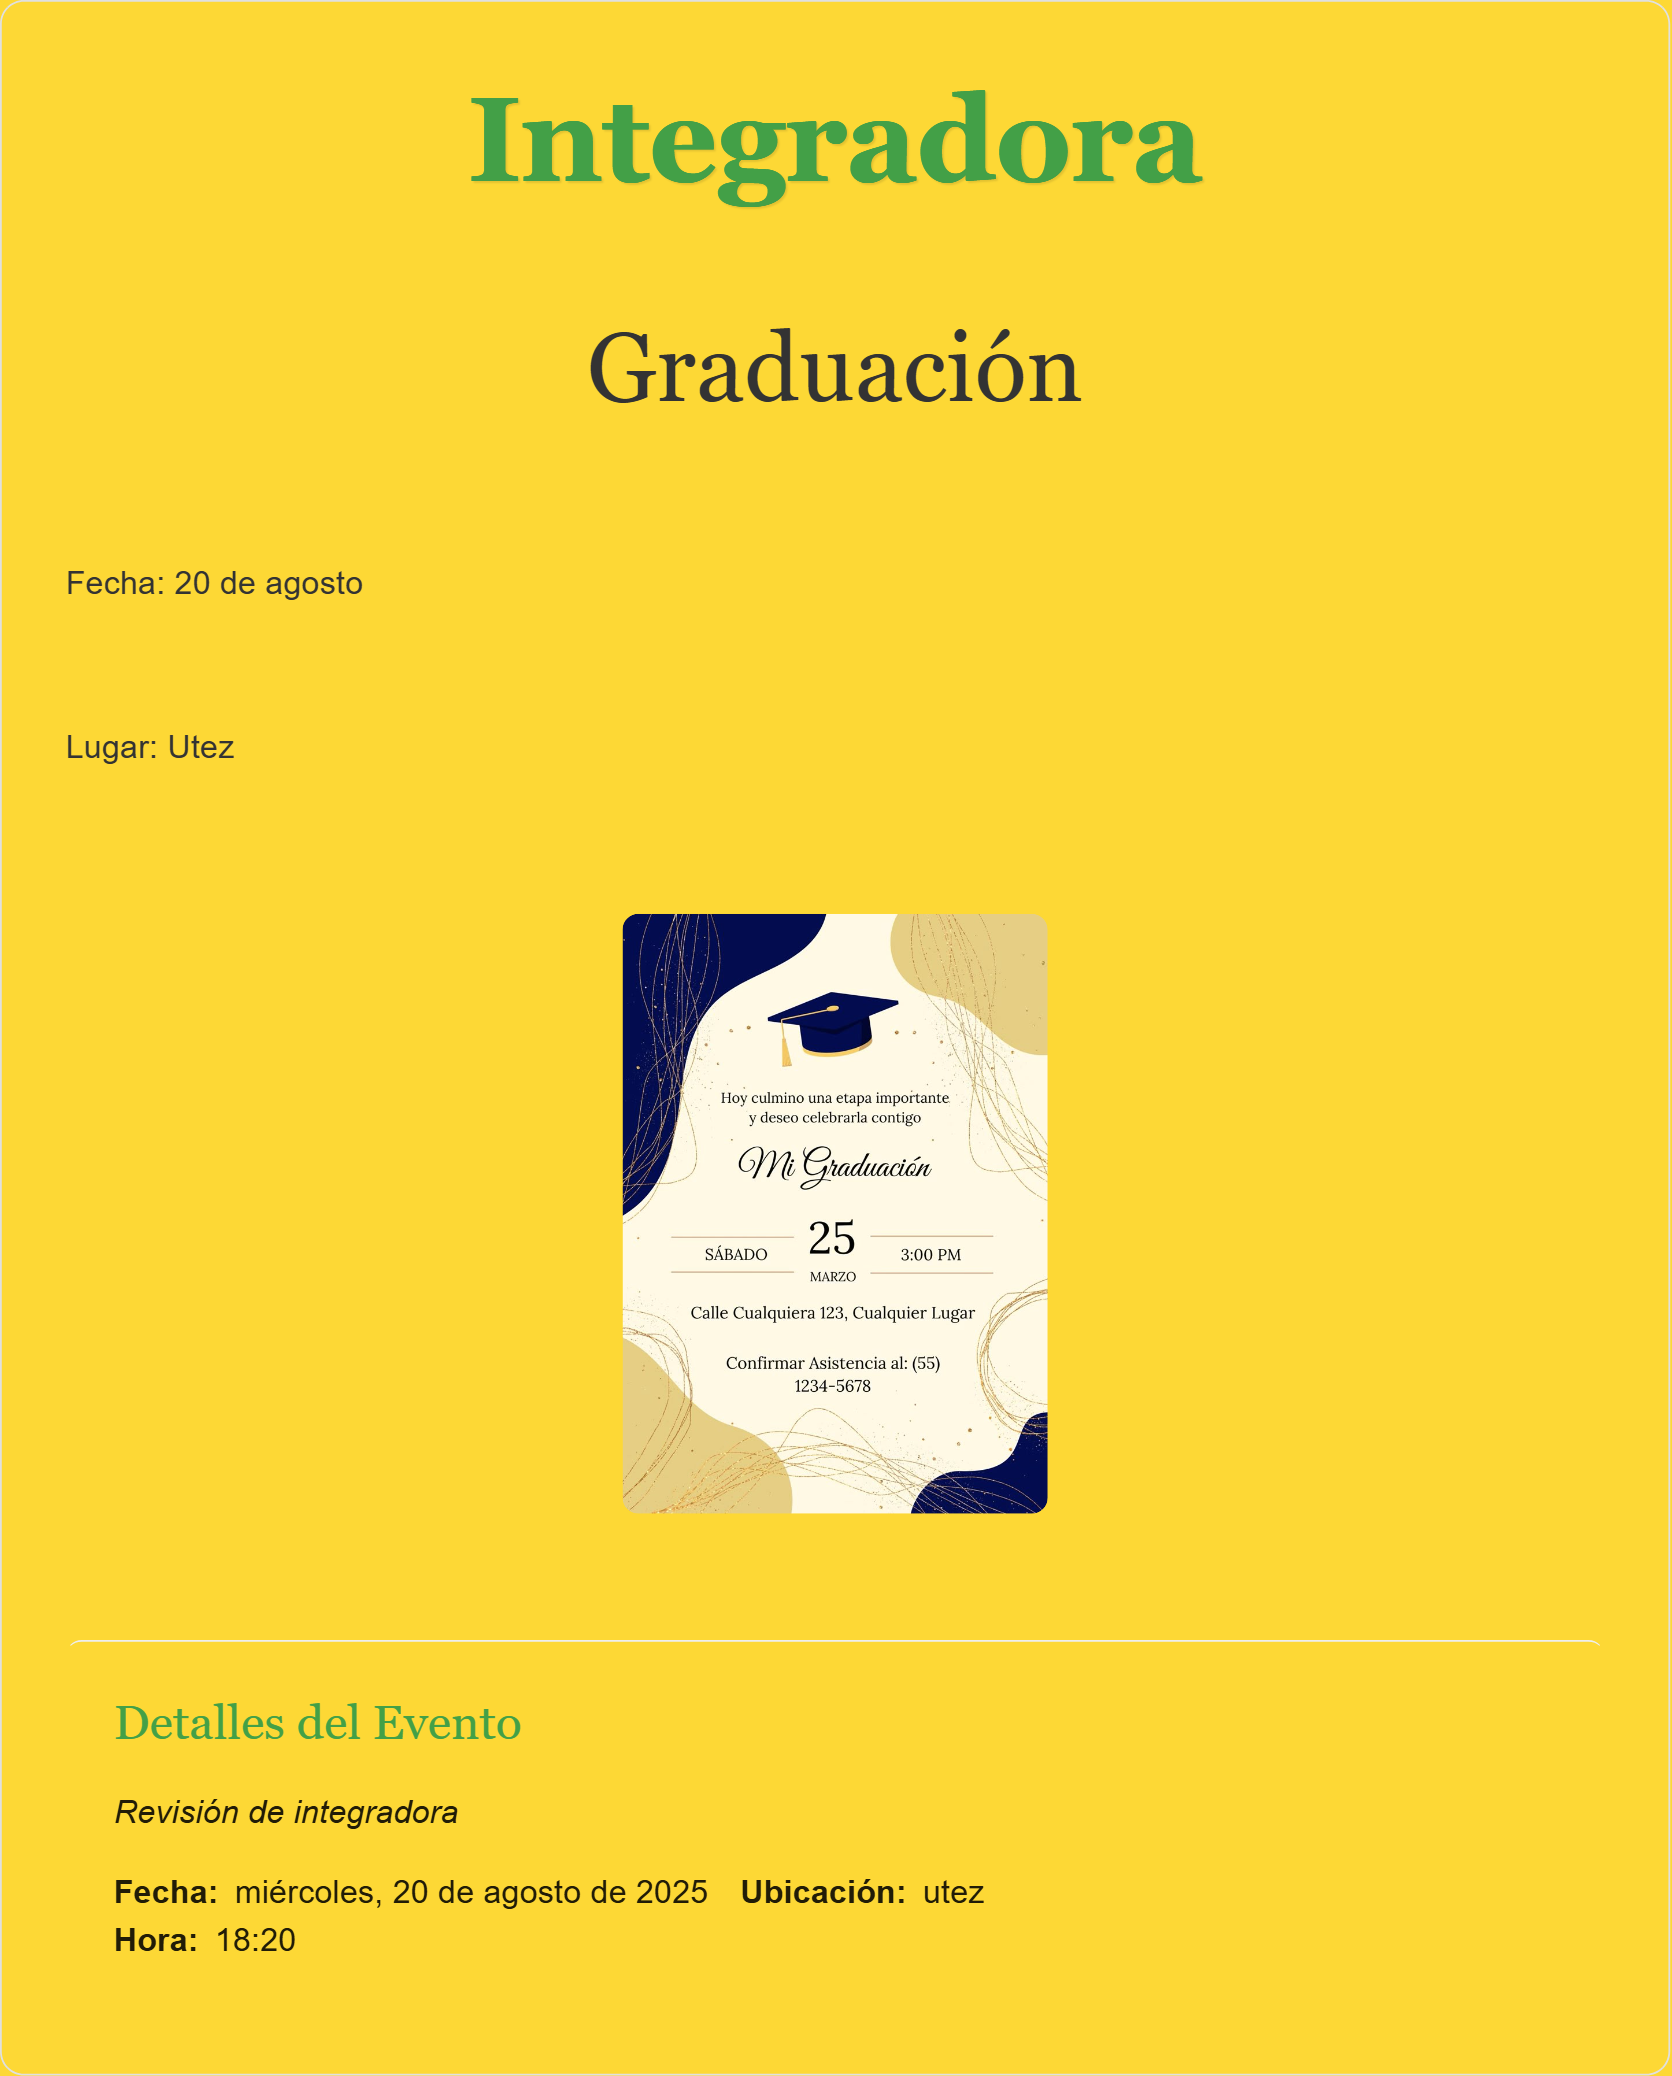 Integradora
Graduación
Fecha: 20 de agosto
Lugar: Utez
Hoy culmino una etapa importante
y deseo celebrarla contigo
Mi Graduación
SÁBADO
25
MARZO
3:00 PM
Calle Cualquiera 123, Cualquier Lugar
Confirmar Asistencia al: (55)
1234-5678
Detalles del Evento
Revisión de integradora
Fecha: miércoles, 20 de agosto de 2025 Ubicación: utez
Hora: 18:20